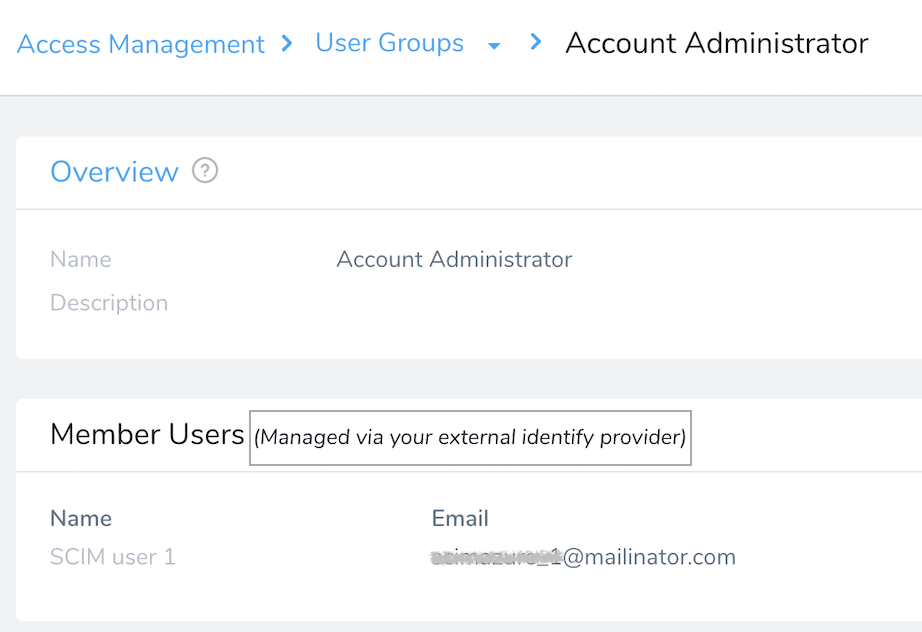 Access Management > User Groups > Account Administrator
Overview ?
Name Account Administrator
Description
Member Users (Managed via your external identify provider)
Name Email
SCIM user 1 @mailinator.com